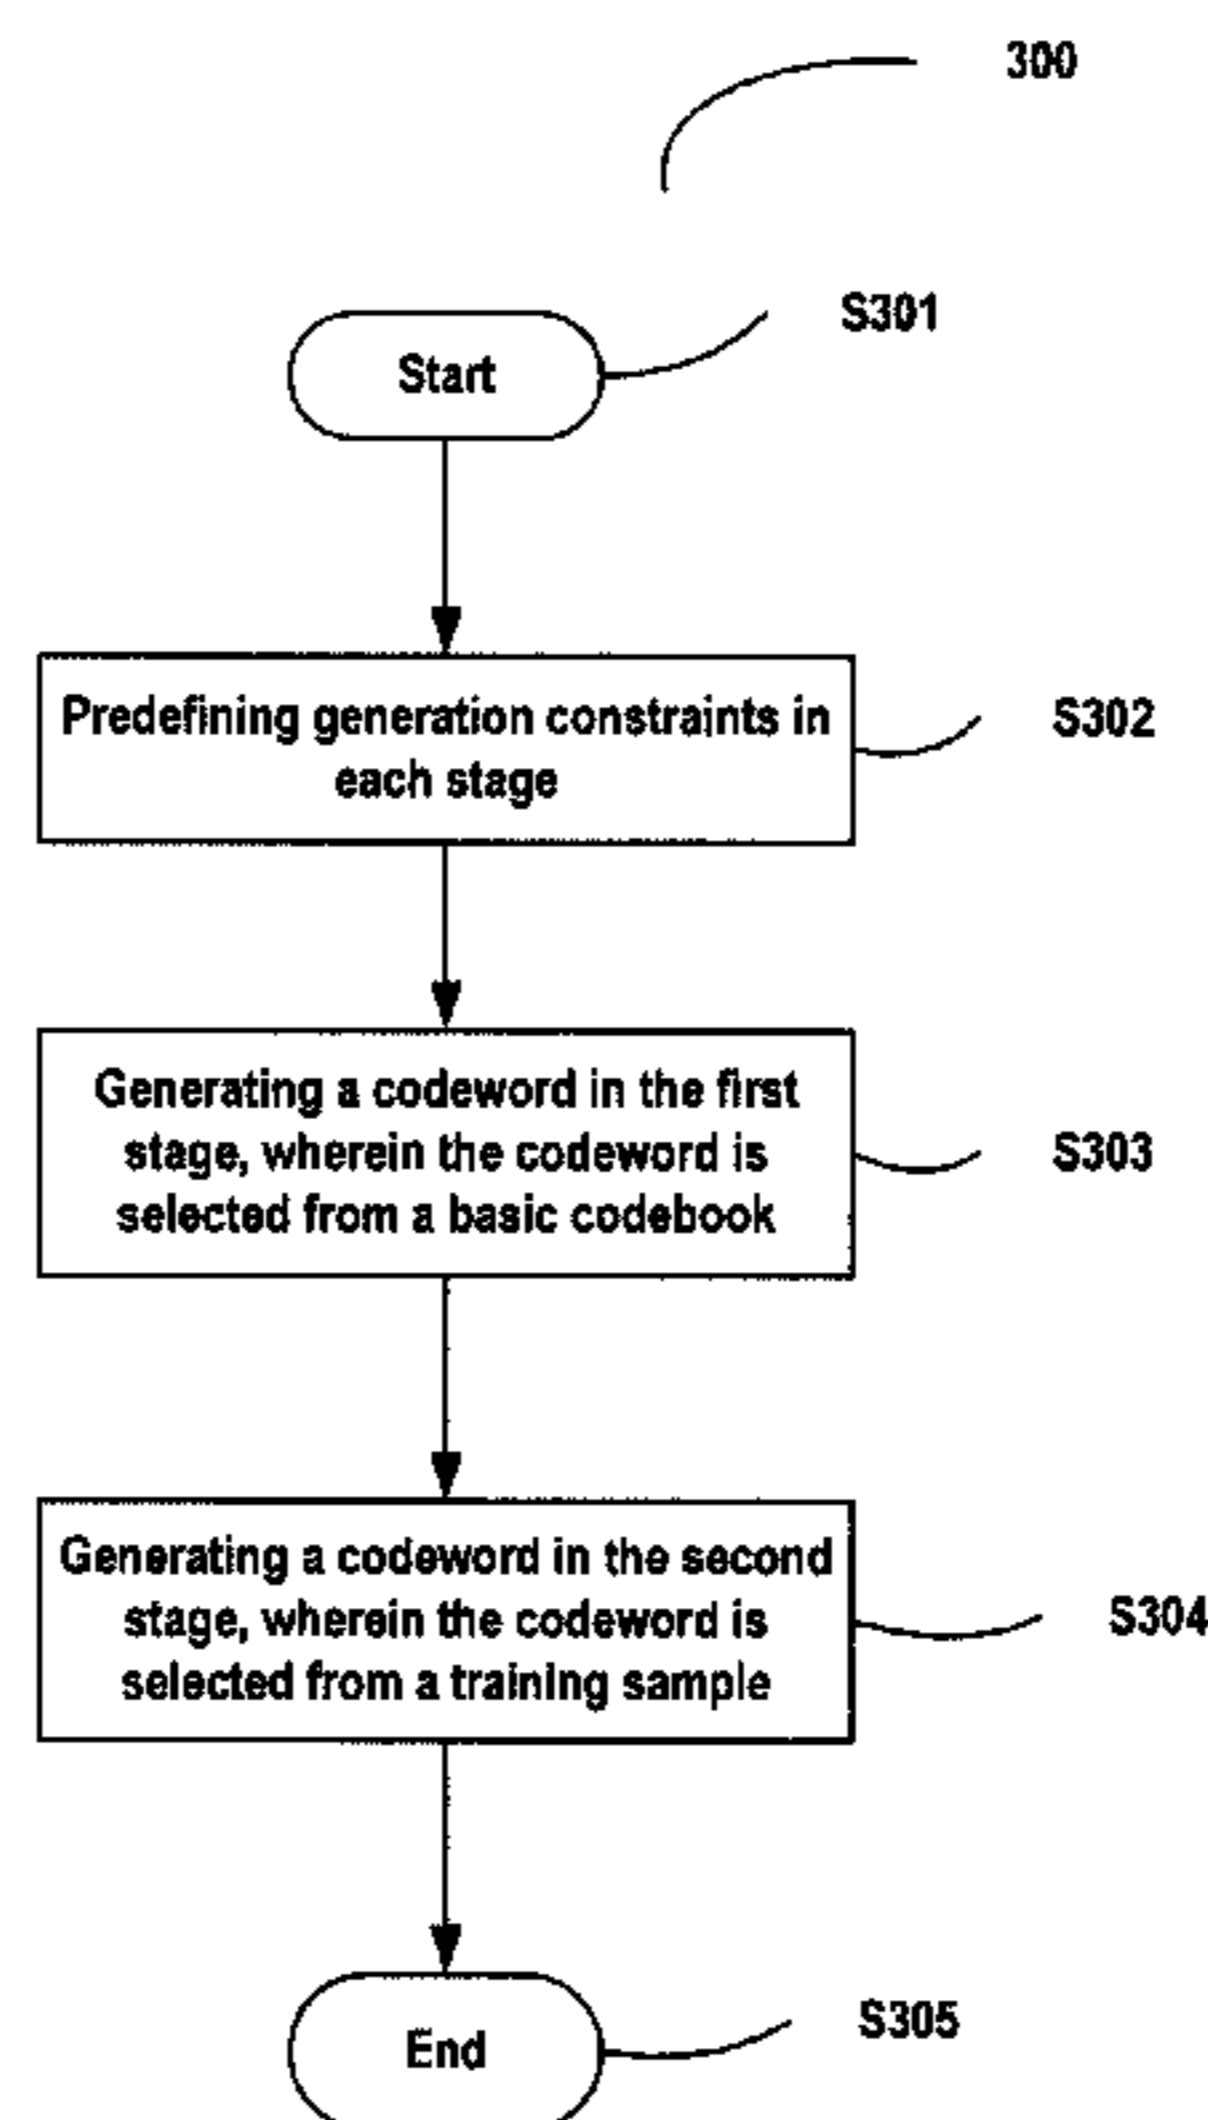 300
S301
Start
Predefining generation constraints in
each stage
S302
Generating a codeword in the first
stage, wherein the codeword is
selected from a basic codebook
S303
Generating a codeword in the second
stage, wherein the codeword is
selected from a training sample
S304
End
S305